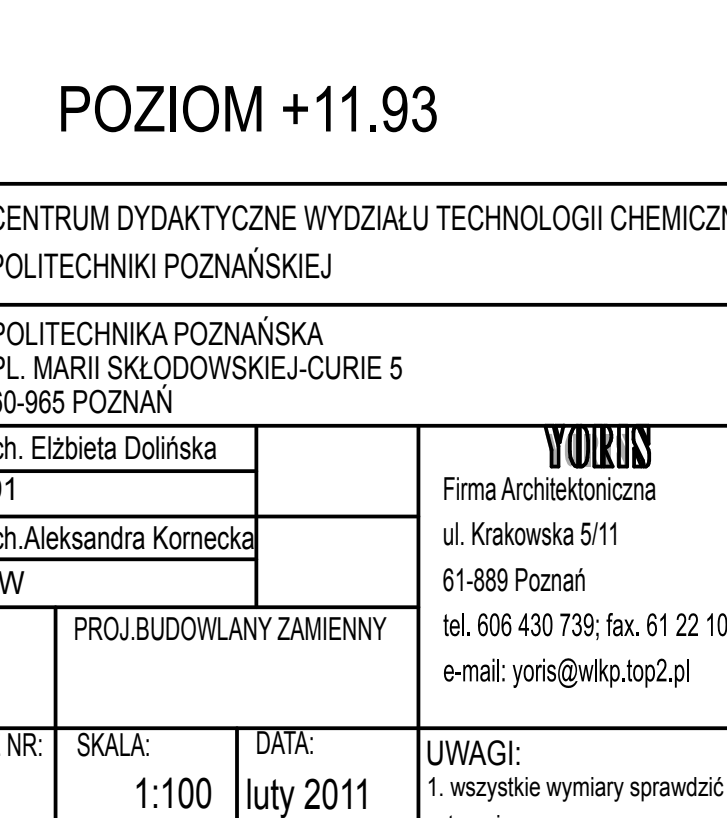 POZIOM +11.93
CENTRUM DYDAKTYCZNE WYDZIAŁU TECHNOLOGII CHEMICZN
POLITECHNIKI POZNAŃSKIEJ
POLITECHNIKA POZNAŃSKA
PL. MARII SKŁODOWSKIEJ-CURIE 5
60-965 POZNAŃ
ch. Elżbieta Dolińska
91
ch.Aleksandra Kornecka
W
YORIS
Firma Architektoniczna
ul. Krakowska 5/11
61-889 Poznań
tel. 606 430 739; fax. 61 22 10
e-mail: yoris@wlkp.top2.pl
PROJ.BUDOWLANY ZAMIENNY
NR:
SKALA:
1:100
DATA:
luty 2011
UWAGI:
1. wszystkie wymiary sprawdzić